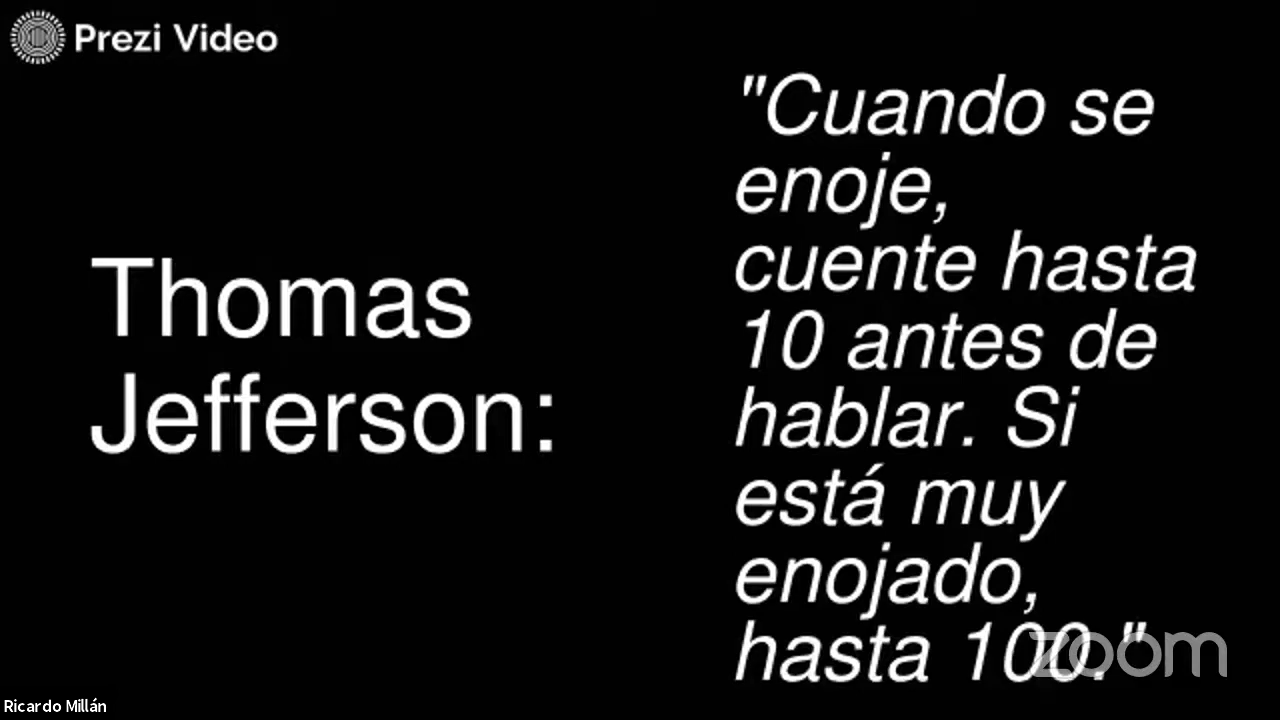 Prezi Video
Thomas
Jefferson:
"Cuando se
enoje,
cuente hasta
10 antes de
hablar. Si
está muy
enojado,
hasta 100."
zoom
Ricardo Millán